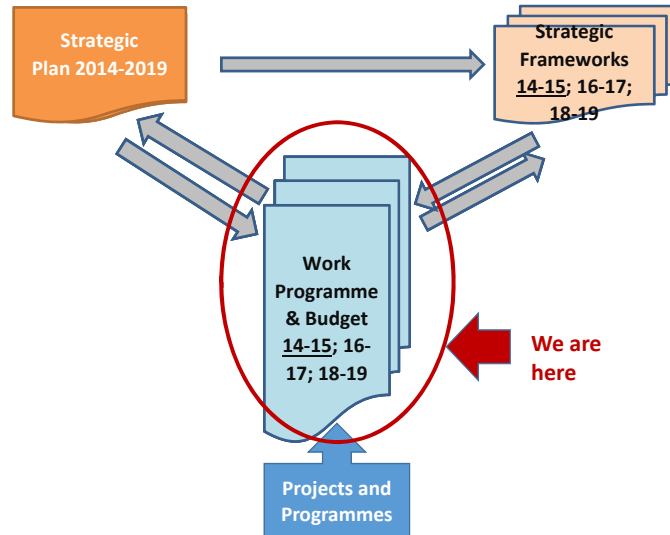 Strategic
Plan 2014-2019
Strategic
Frameworks
14-15; 16-17;
18-19
Work
Programme
& Budget
14-15; 16-
17; 18-19
We are
here
Projects and
Programmes